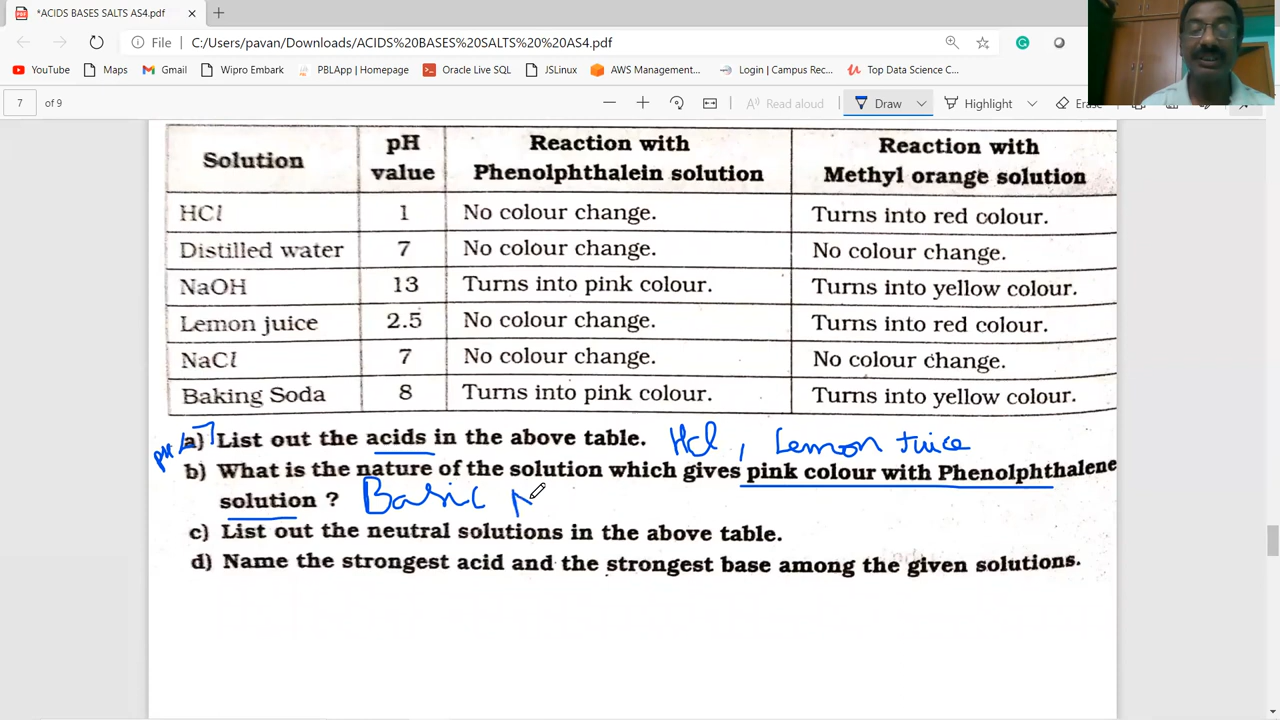 *ACIDS BASES SALTS AS4.pdf
File C:/Users/pavan/Downloads/ACIDS%20BASES%20SALTS%20%20AS4.pdf
YouTube Maps Gmail Wipro Embark PBLApp | Homepage Oracle Live SQL JSLinux AWS Management... Login | Campus Rec... Top Data Science C...
7 of 9 Read aloud Draw Highlight Erase
Solution pH value Reaction with Phenolphthalein solution Reaction with Methyl orange solution
HCl 1 No colour change. Turns into red colour.
Distilled water 7 No colour change. No colour change.
NaOH 13 Turns into pink colour. Turns into yellow colour.
Lemon juice 2.5 No colour change. Turns into red colour.
NaCl 7 No colour change. No colour change.
Baking Soda 8 Turns into pink colour. Turns into yellow colour.
a) List out the acids in the above table. Hcl, Lemon Juice
pH <7
b) What is the nature of the solution which gives pink colour with Phenolphthalene
solution ? Basic N
c) List out the neutral solutions in the above table.
d) Name the strongest acid and the strongest base among the given solutions.